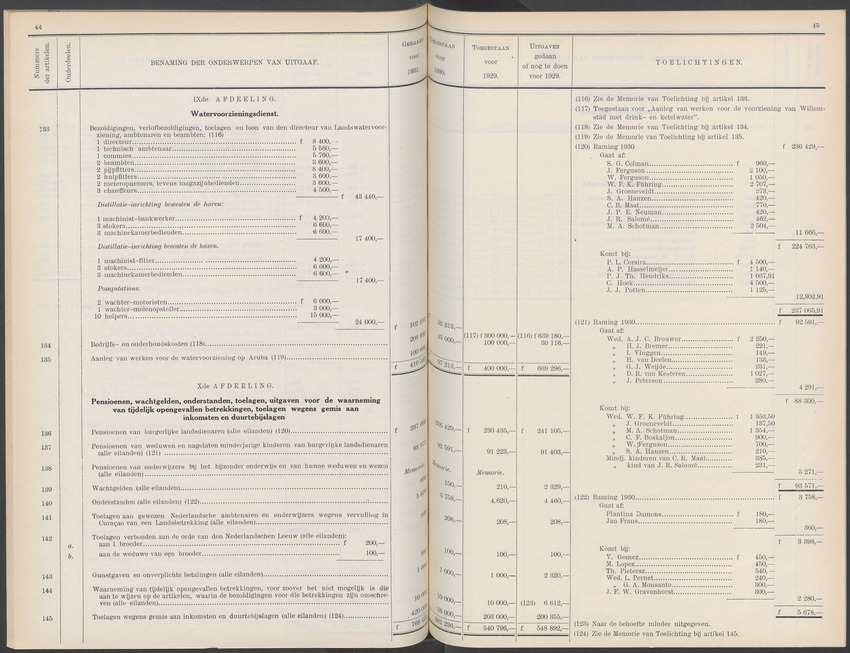 44
Nummers der artikelen.
Onderdeelen.
BENAMING DER ONDERWERPEN VAN UITGAAF.
IXde AFDEELING.
Watervoorzieningsdienst.
133 Bezoldigingen, verlofbezoldigingen, toelagen en loon van den directeur van Landswatervoor-
ziening, ambtenaren en beambten: (116)
1 directeur f 8 400,—
1 technisch ambtenaar 5 580,—
1 commies 5 760,—
2 beambten 3 600,—
2 pijpfitters 8 400,—
2 hulpfitters 3 600,—
2 meteropnemers, tevens magazijnbedienden 3 600,—
3 chauffeurs 4 500,—
f 43 440,—
Distillatie-inrichting bewesten de haven:
1 machinist-bankwerker f 4 200,—
3 stokers 6 600,—
3 machinekamerbedienden 6 600,—
17 400,—
Distillatie-inrichting beoosten de haven.
1 machinist-fitter 4 200,—
3 stokers 6 600,—
3 machinekamerbedienden 6 600,—
17 400,—
Pompstations.
2 wachter-motoristen f 6 000,—
1 wachter-molenopsteller 3 000,—
10 helpers 15 000,—
24 000,—
134 Bedrijfs- en onderhoudskosten (118)
135 Aanleg van werken voor de watervoorziening op Aruba (119)
Xde AFDEELING.
Pensioenen, wachtgelden, onderstanden, toelagen, uitgaven voor de waarneming
van tijdelijk opengevallen betrekkingen, toelagen wegens gemis aan
inkomsten en duurtebijslagen
136 Pensioenen van burgerlijke landsdienaren (alle eilanden) (120)
137 Pensioenen van weduwen en nagelaten minderjarige kinderen van burgerlijke landsdienaren
(alle eilanden) (121)
138 Pensioenen van onderwijzers bij het bijzonder onderwijs en van hunne weduwen en wezen
(alle eilanden)
139 Wachtgelden (alle eilanden)
140 Onderstanden (alle eilanden) (122)
141 Toelagen aan gewezen Nederlandsche ambtenaren en onderwijzers wegens vervulling in
Curaçao van een Landsbetrekking (alle eilanden)
142 Toelagen verbonden aan de orde van den Nederlandschen Leeuw (alle eilanden):
a. aan 1 broeder f 200,—
b. aan de weduwe van een broeder 100,—
143 Gunstgaven en onverplichte betalingen (alle eilanden)
144 Waarneming van tijdelijk opengevallen betrekkingen, voor zoover het niet mogelijk is die
aan te wijzen op de artikelen, waarin de bezoldigingen voor die betrekkingen zijn omschre-
ven (alle eilanden)
145 Toelagen wegens gemis aan inkomsten en duurtebijslagen (alle eilanden) (124)
45
TOEGESTAAN voor 1929.
UITGAVEN gedaan of nog te doen voor 1929.
(117) f 300 000,— (116) f 639 180,—
100 000,— 30 116,—
f 400 000,— f 669 296,—
f 230 435,— f 241 105,—
91 223,— 91 403,—
Memorie.
210,— 2 329,—
4,620,— 4 460,—
208,— 208,—
100,— 100,—
1 000,— 2 320,—
10 000,— (123) 6 612,—
203 000,— 200 355,—
f 540 796,— f 548 892,—
TOELICHTINGEN.
(116) Zie de Memorie van Toelichting bij artikel 133.
(117) Toegestaan voor „Aanleg van werken voor de voorziening van Willem-
stad met drink- en ketelwater".
(118) Zie de Memorie van Toelichting bij artikel 134.
(119) Zie de Memorie van Toelichting bij artikel 135.
(120) Raming 1930 f 236 429,—
Gaat af:
S. G. Colman f 960,—
J. Ferguson 2 100,—
W. Ferguson 1 050,—
W. F. K. Führing 2 707,—
J. Groeneveldt 273,—
S. A. Hanzen 420,—
C. R. Maat 770,—
J. P. E. Neuman 420,—
J. R. Salomé 462,—
M. A. Schotman 2 504,—
11 666,—
f 224 763,—
Komt bij:
P. L. Corsira f 4 500,—
A. P. Hasselmeijer 1 140,—
P. J. Th. Hendriks 1 037,91
C. Hoek 4 500,—
J. J. Potten 1 125,—
12,302,91
f 237 065,91
(121) Raming 1930 f 92 591,—
Gaat af:
Wed. A. J. C. Brouwer f 2 250,—
„ H. J. Bremer 221,—
„ I. Vluggen 149,—
„ H. van Deelen 133,—
„ G. J. Weijde 231,—
„ D. R. van Kesteren 1 027,—
„ J. Peterson 280,—
4 291,—
f 88 300,—
Komt bij:
Wed. W. F. K. Führing f 1 353,50
„ J. Groeneveldt 137,50
„ M. A. Schotman 1 354,—
„ C. F. Boskaljon 900,—
„ W. Ferguson 700,—
„ S. A. Hanzen 210,—
Mindj. kinderen van C. R. Maat 385,—
„ kind van J. R. Salomé 231,—
5 271,—
f 93 571,—
(122) Raming 1930 f 3 758,—
Gaat af:
Plantina Damons f 180,—
Jan Frans 180,—
360,—
f 3 398,—
Komt bij:
V. Gomez f 450,—
M. Lopez 450,—
Th. Pietersz 540,—
Wed. L. Pernet 240,—
„ G. A. Monsanto 300,—
J. F. W. Gravenhorst 300,—
2 280,—
f 5 678,—
(123) Naar de behoefte minder uitgegeven.
(124) Zie de Memorie van Toelichting bij artikel 145.